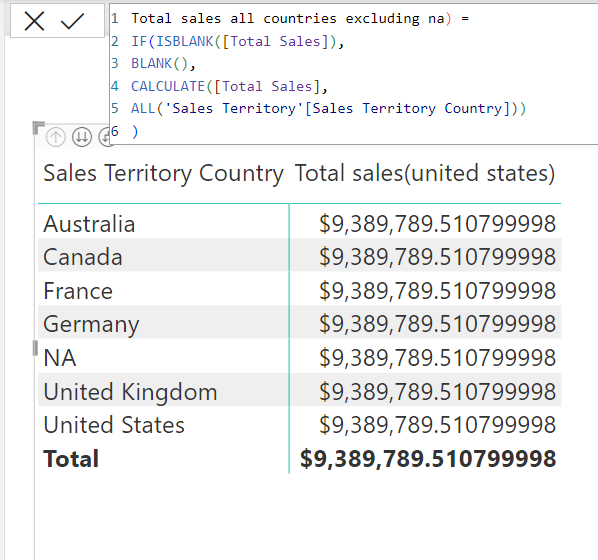 1 Total sales all countries excluding na) =
2 IF(ISBLANK([Total Sales]),
3 BLANK(),
4 CALCULATE([Total Sales],
5 ALL('Sales Territory'[Sales Territory Country]))
6 )
Sales Territory Country Total sales(united states)
Australia $9,389,789.510799998
Canada $9,389,789.510799998
France $9,389,789.510799998
Germany $9,389,789.510799998
NA $9,389,789.510799998
United Kingdom $9,389,789.510799998
United States $9,389,789.510799998
Total $9,389,789.510799998